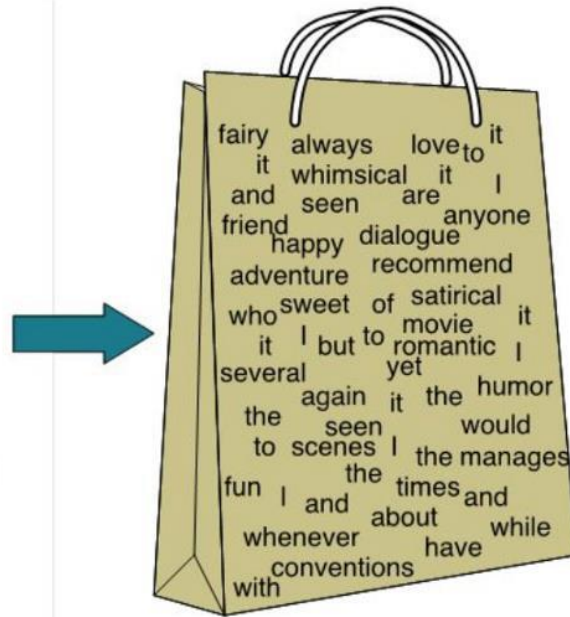 fairy always love to it
it whimsical it I
and seen are anyone
friend happy dialogue
adventure recommend
who sweet of satirical it
it I but to movie romantic I
several yet
again it the humor
the seen would
to scenes I the manages
fun I and the times and
whenever about while
have
with conventions